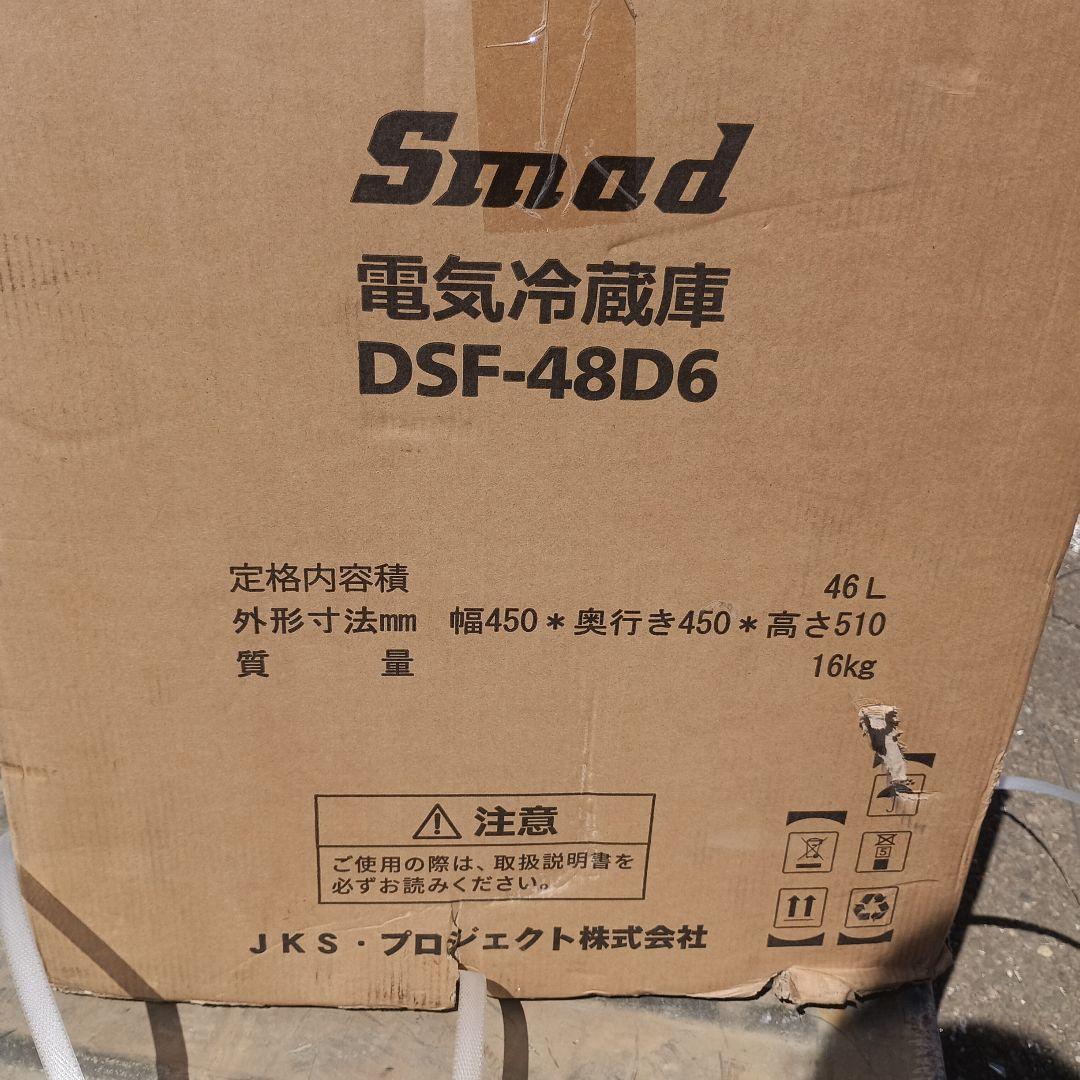 Smad
電気冷蔵庫
DSF-48D6
定格内容積 46L
外形寸法mm 幅450*奥行き450*高さ510
質量 16kg
注意
ご使用の際は、取扱説明書を
必ずお読みください。
5
JKS・プロジェクト株式会社